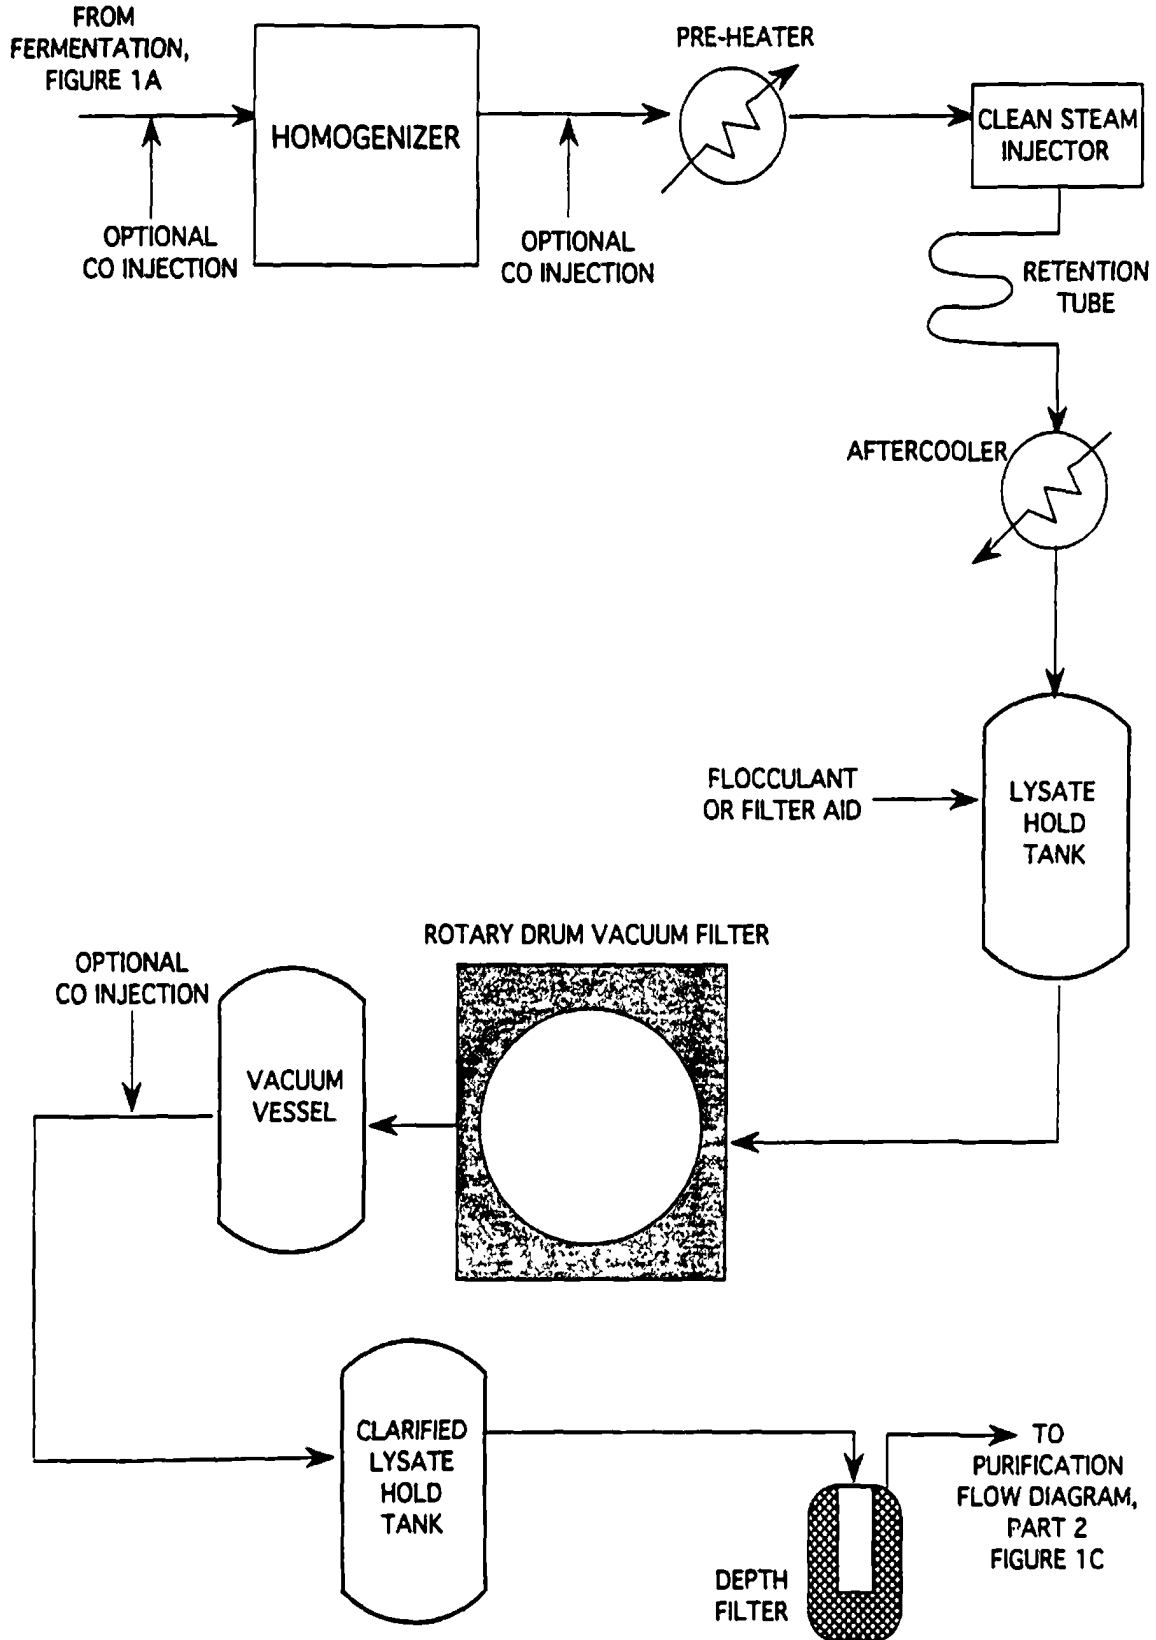 FROM
FERMENTATION,
FIGURE 1A
HOMOGENIZER
OPTIONAL
CO INJECTION
OPTIONAL
CO INJECTION
PRE-HEATER
CLEAN STEAM
INJECTOR
RETENTION
TUBE
AFTERCOOLER
FLOCCULANT
OR FILTER AID
LYSATE
HOLD
TANK
ROTARY DRUM VACUUM FILTER
OPTIONAL
CO INJECTION
VACUUM
VESSEL
CLARIFIED
LYSATE
HOLD
TANK
DEPTH
FILTER
TO
PURIFICATION
FLOW DIAGRAM,
PART 2
FIGURE 1C